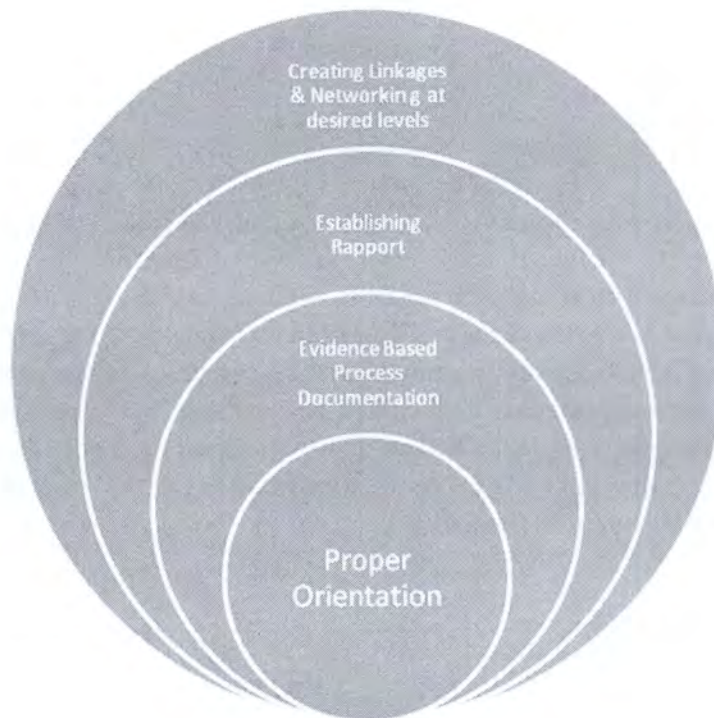 Creating Linkages
& Networking at
desired levels
Establishing
Rapport
Evidence Based
Process
Documentation
Proper
Orientation